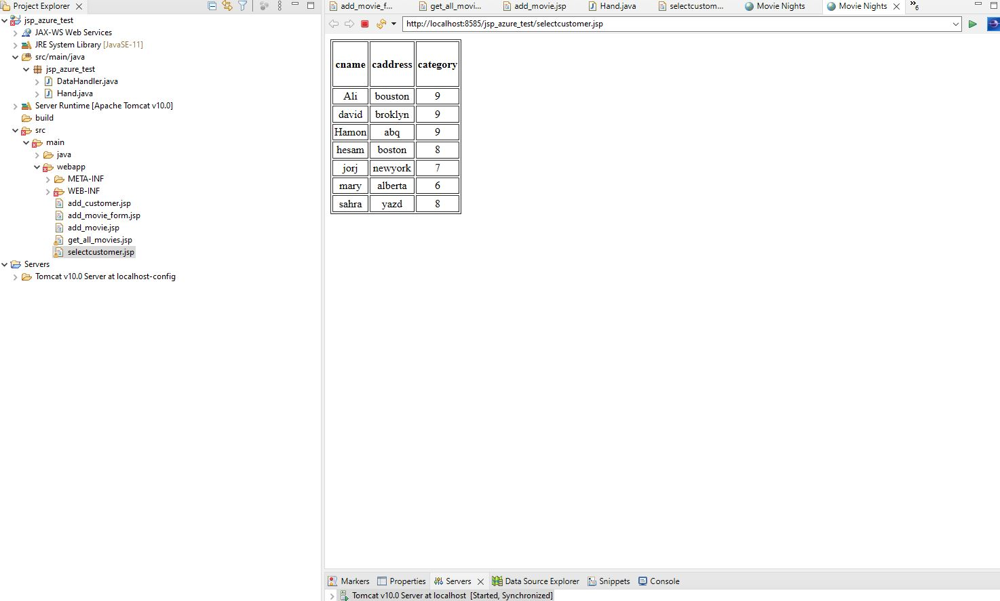 Project Explorer
jsp_azure_test
JAX-WS Web Services
JRE System Library [JavaSE-11]
src/main/java
jsp_azure_test
DataHandler.java
Hand.java
Server Runtime [Apache Tomcat v10.0]
build
src
main
java
webapp
META-INF
WEB-INF
add_customer.jsp
add_movie_form.jsp
add_movie.jsp
get_all_movies.jsp
selectcustomer.jsp
Servers
Tomcat v10.0 Server at localhost-config
add_movie_f... get_all_movi... add_movie.jsp Hand.java selectcustom... Movie Nights Movie Nights »6
http://localhost:8585/jsp_azure_test/selectcustomer.jsp
cname caddress category
Ali bouston 9
david broklyn 9
Hamon abq 9
hesam boston 8
jorj newyork 7
mary alberta 6
sahra yazd 8
Markers Properties Servers Data Source Explorer Snippets Console
Tomcat v10.0 Server at localhost [Started, Synchronized]